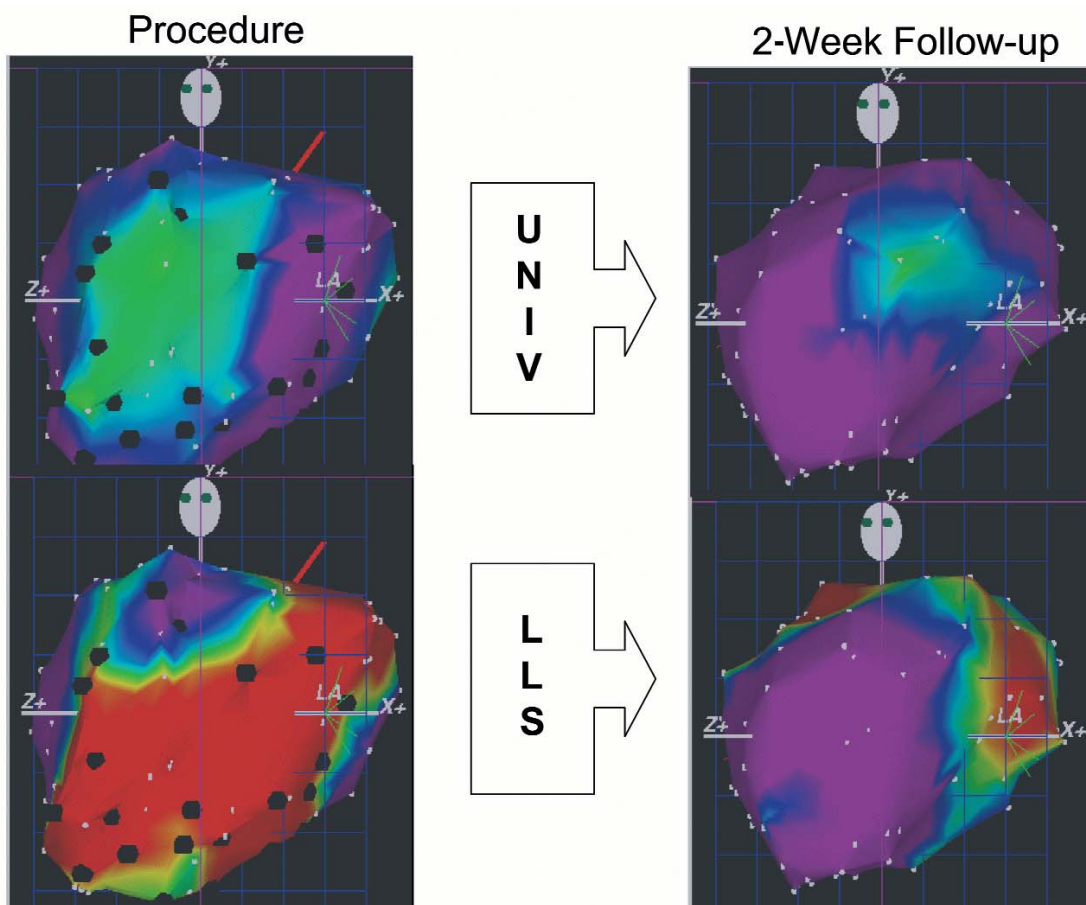 Procedure
2-Week Follow-up
Y+
Y+
U
N
I
V
LA
Z+
X+
LA
Z+
X+
Y+
Y+
L
L
S
LA
Z+
X+
LA
Z+
X+